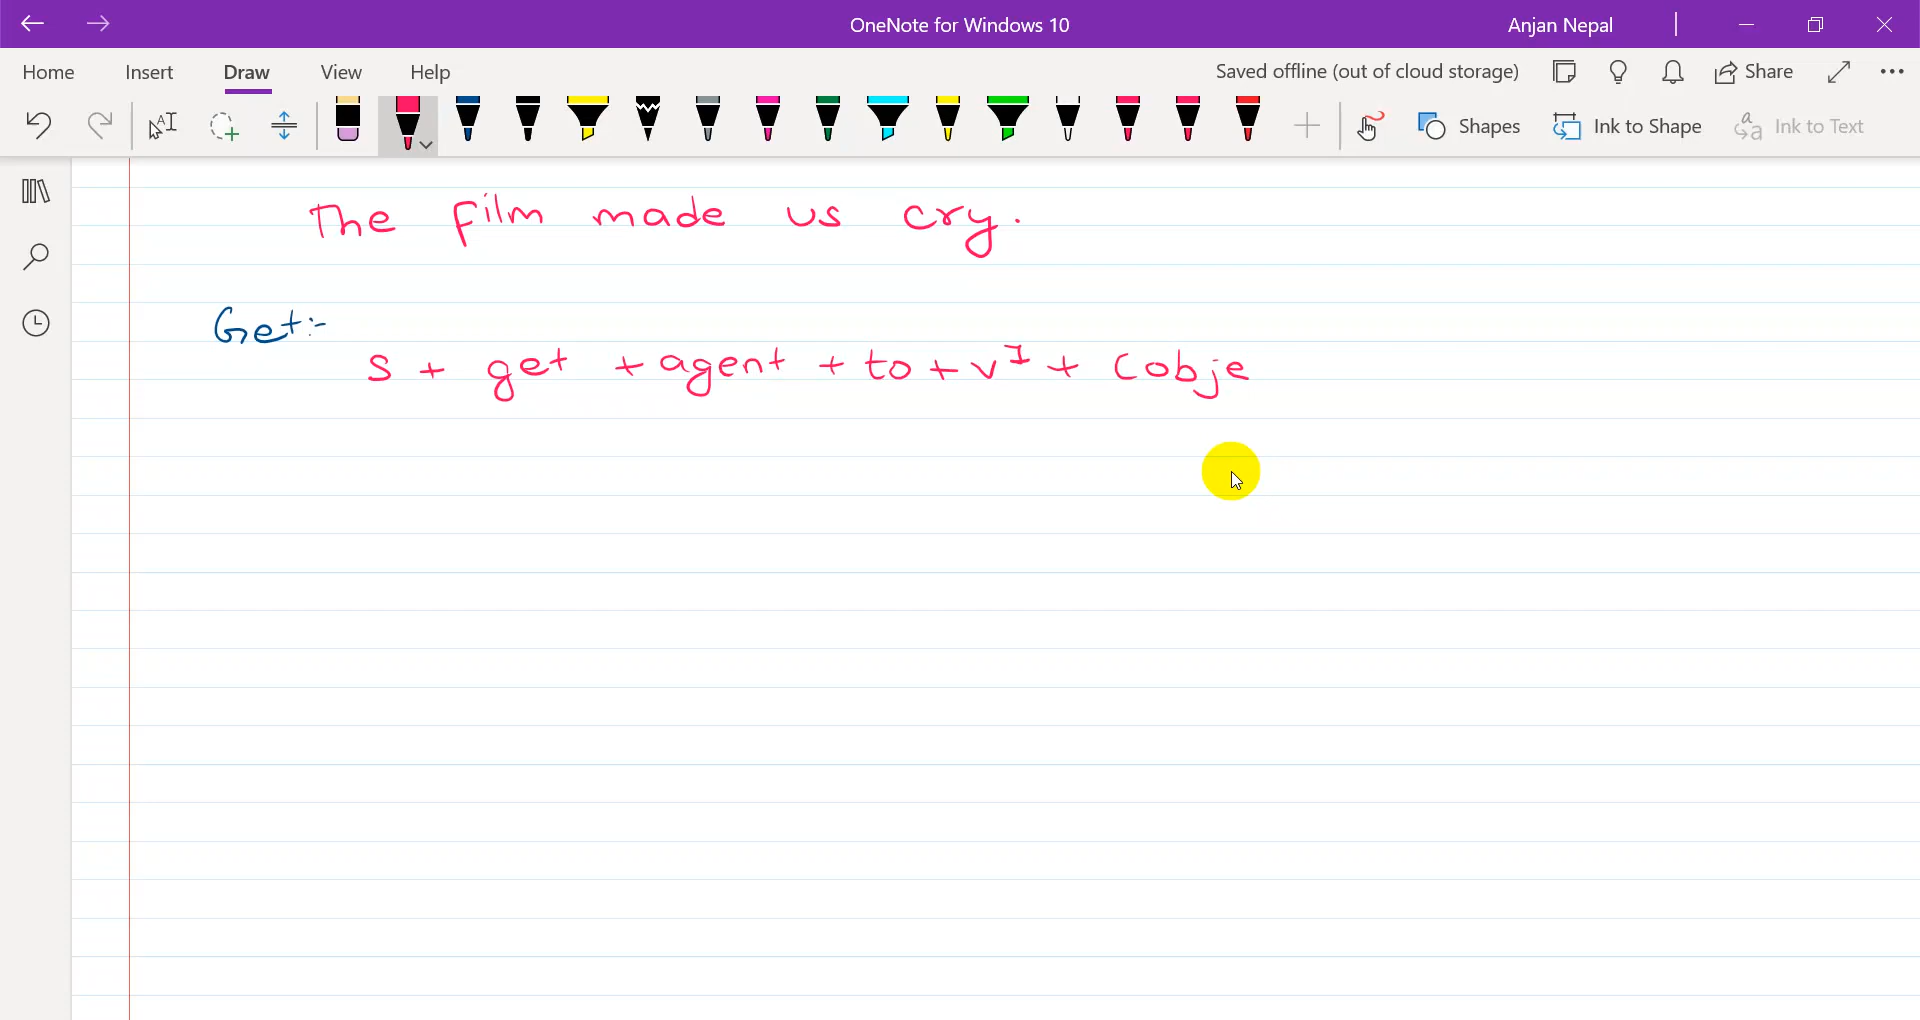 OneNote for Windows 10
Anjan Nepal
Home Insert Draw View Help
Saved offline (out of cloud storage)
Share
Shapes
Ink to Shape
Ink to Text
The film made us cry.
Get:-
S + get + agent + to + v¹ + (obje